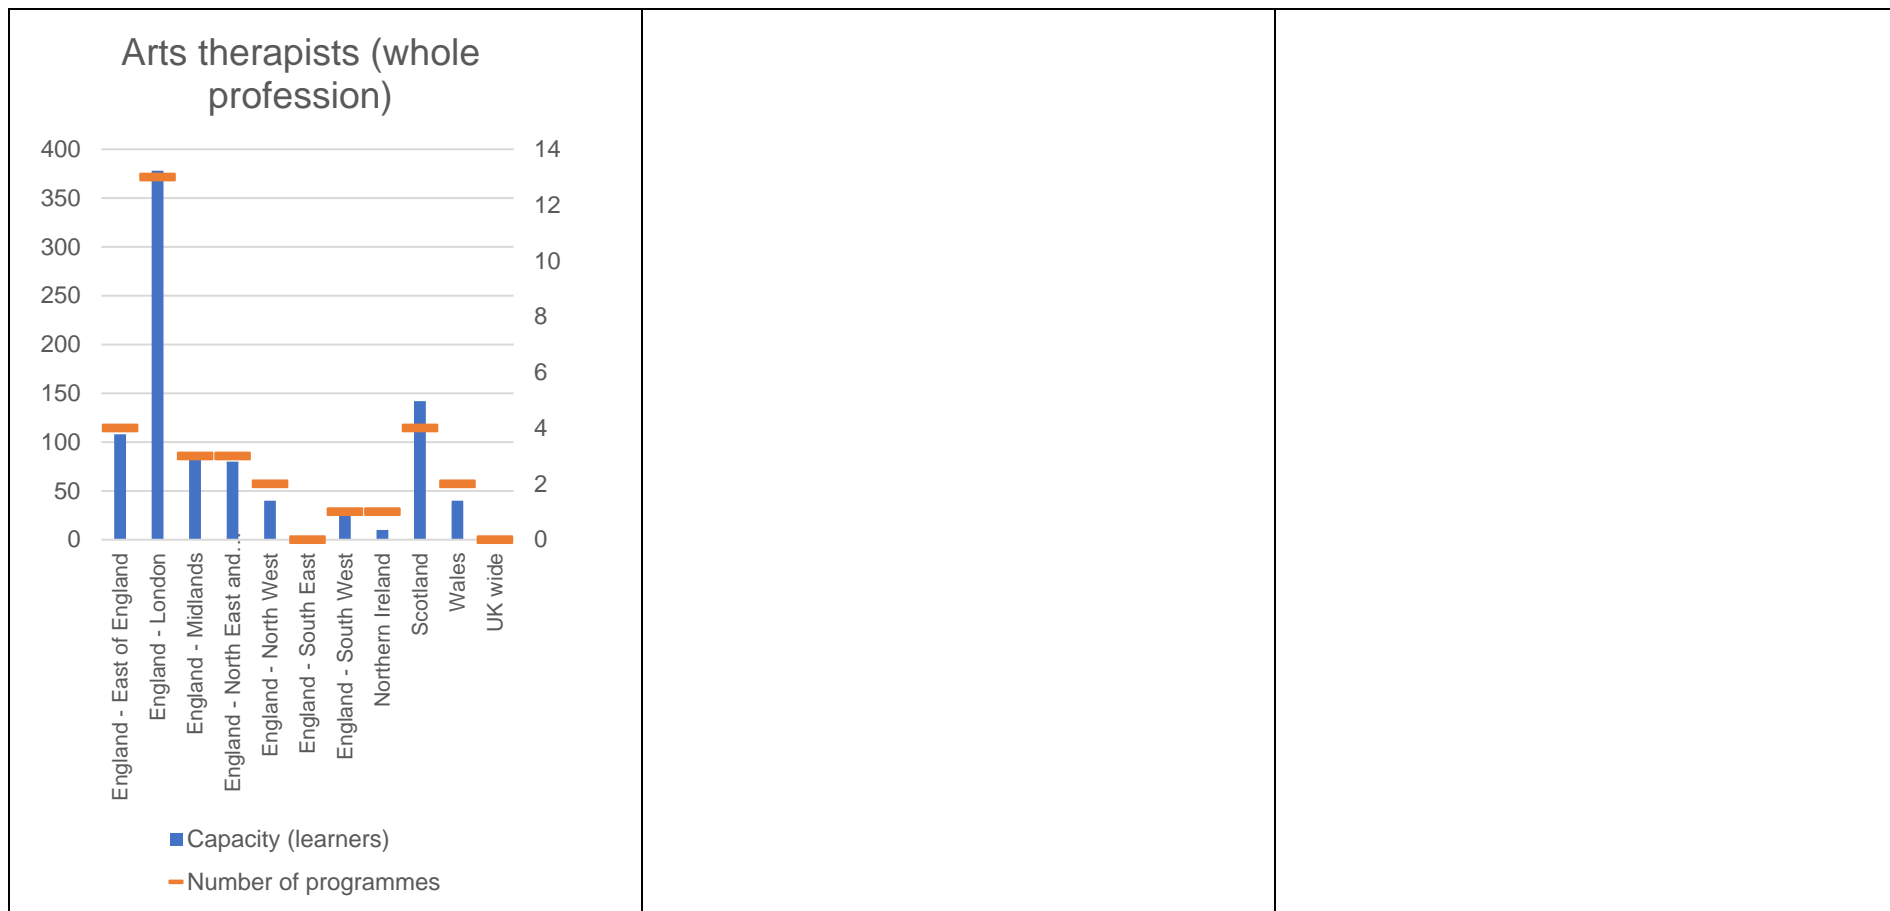 Arts therapists (whole
profession)
400
350
300
250
200
150
100
50
0
14
12
10
8
6
4
2
0
England - East of England
England - London
England - Midlands
England - North East and…
England - North West
England - South East
England - South West
Northern Ireland
Scotland
Wales
UK wide
Capacity (learners)
Number of programmes